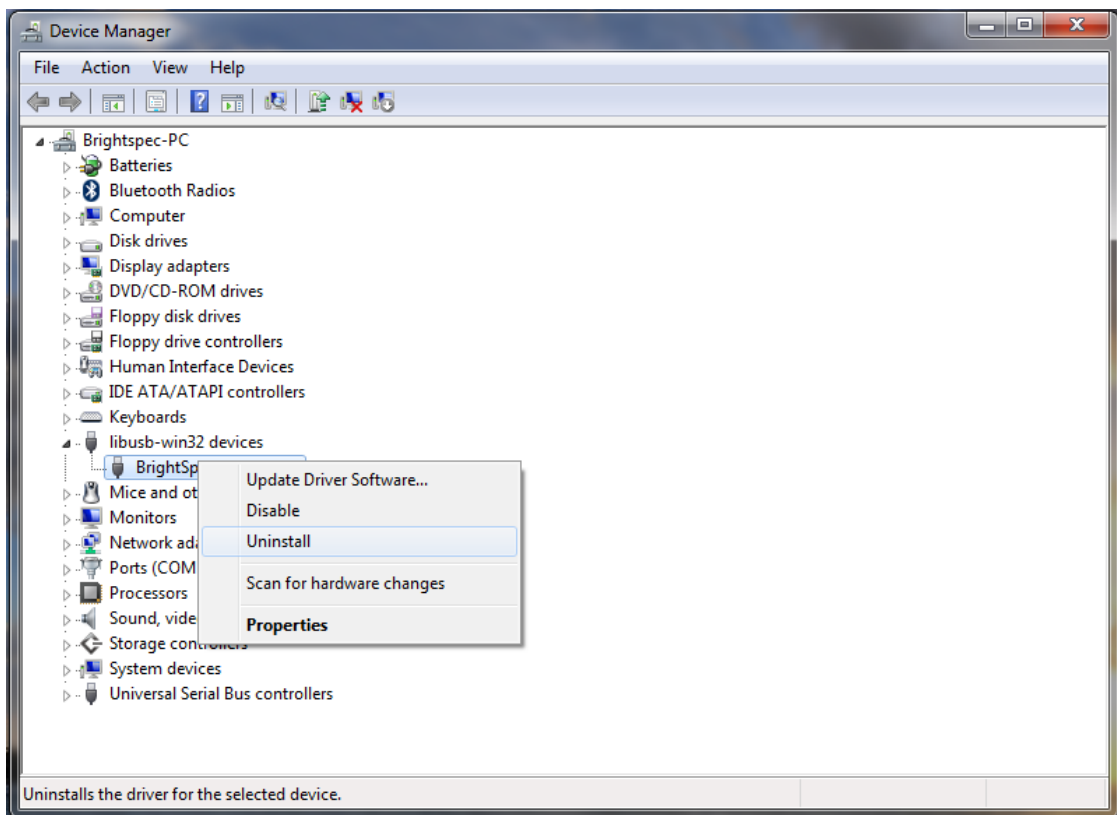 Device Manager
File Action View Help
Brightspec-PC
Batteries
Bluetooth Radios
Computer
Disk drives
Display adapters
DVD/CD-ROM drives
Floppy disk drives
Floppy drive controllers
Human Interface Devices
IDE ATA/ATAPI controllers
Keyboards
libusb-win32 devices
BrightSp
Mice and ot
Monitors
Network ada
Ports (COM
Processors
Sound, vide
Storage controllers
System devices
Universal Serial Bus controllers
Update Driver Software...
Disable
Uninstall
Scan for hardware changes
Properties
Uninstalls the driver for the selected device.